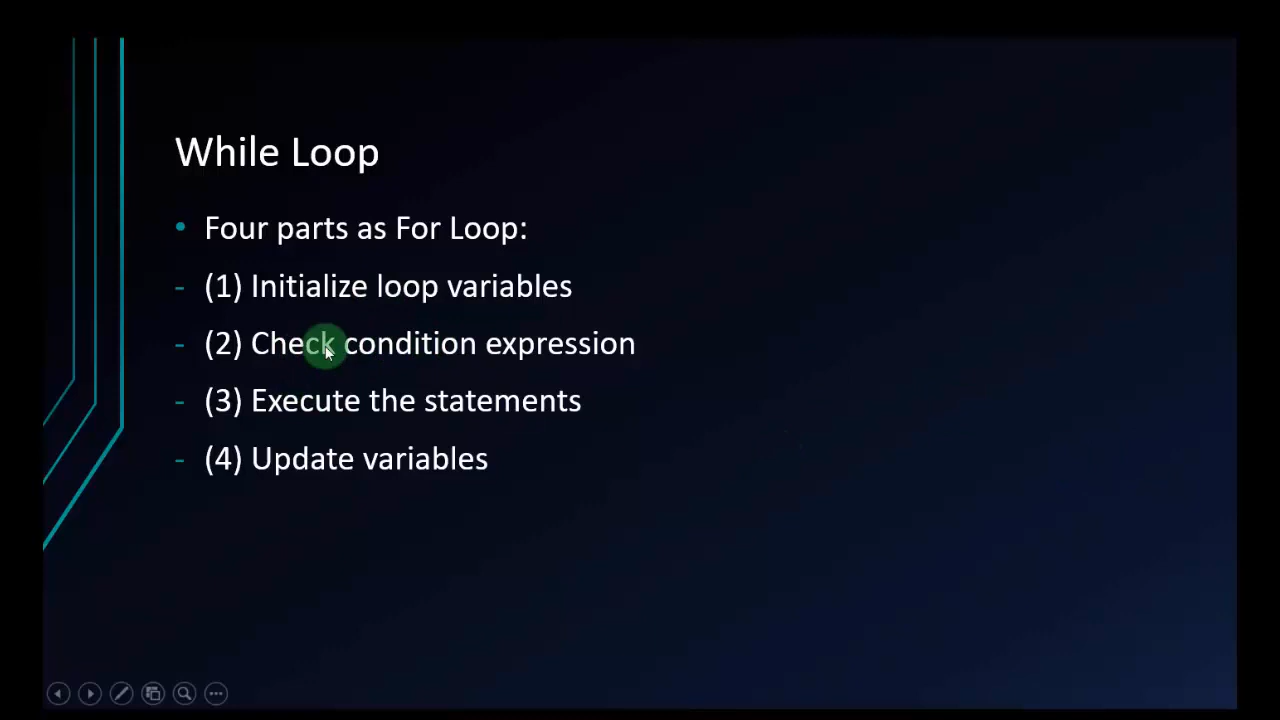 While Loop
• Four parts as For Loop:
- (1) Initialize loop variables
- (2) Check condition expression
- (3) Execute the statements
- (4) Update variables